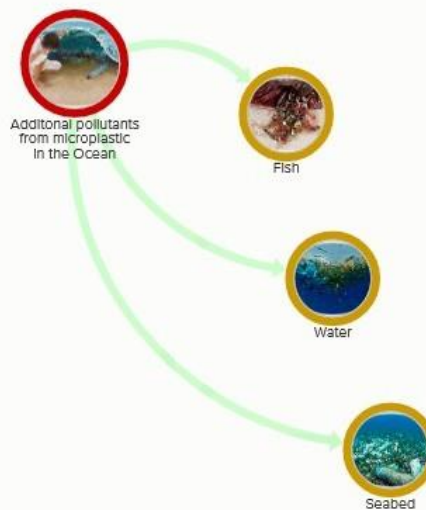 Additonal pollutants
from microplastic
in the Ocean
Fish
Water
Seabed